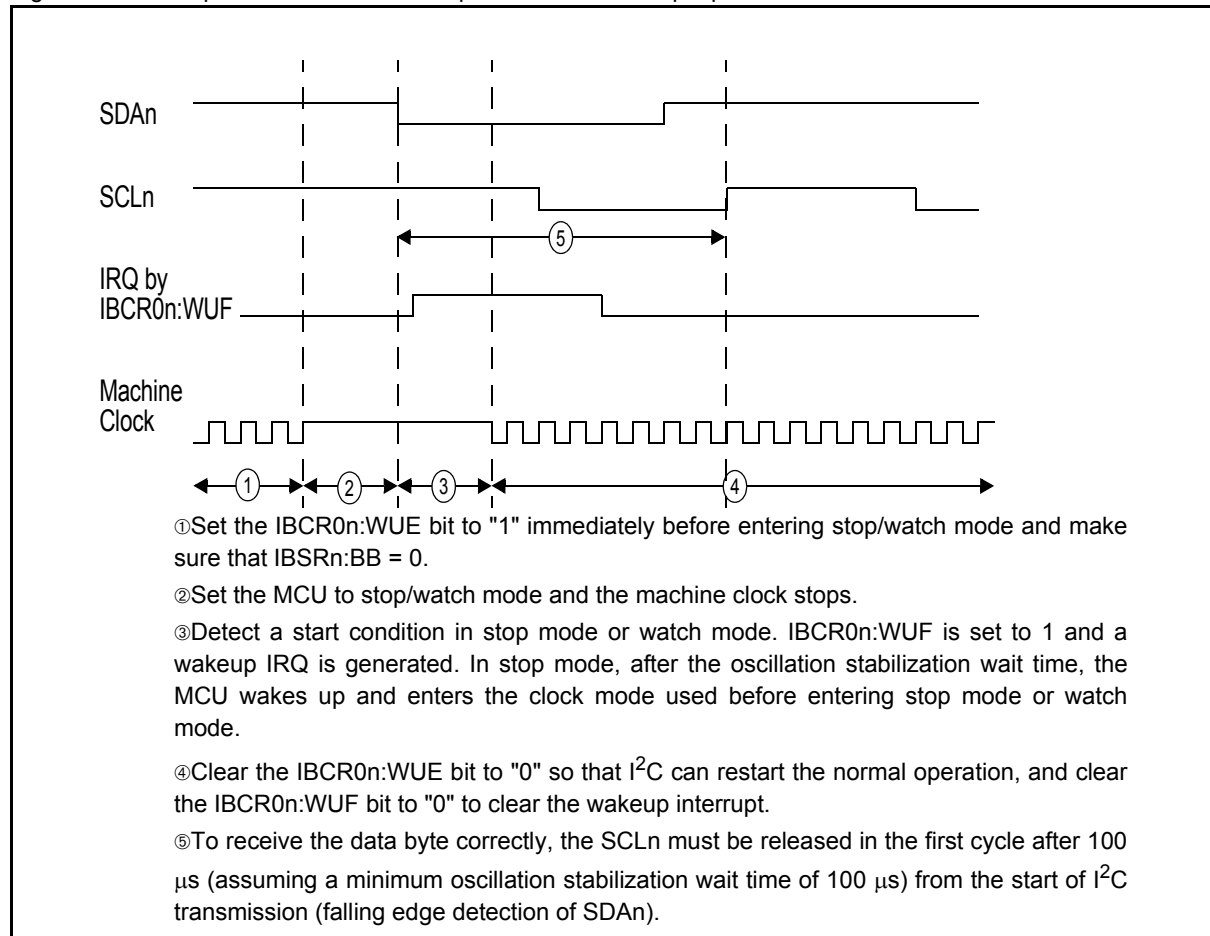 SDAn
SCLn
5
IRQ by
IBCR0n:WUF
Machine
Clock
1 2 3 4
①Set the IBCR0n:WUE bit to "1" immediately before entering stop/watch mode and make
sure that IBSRn:BB = 0.
②Set the MCU to stop/watch mode and the machine clock stops.
③Detect a start condition in stop mode or watch mode. IBCR0n:WUF is set to 1 and a
wakeup IRQ is generated. In stop mode, after the oscillation stabilization wait time, the
MCU wakes up and enters the clock mode used before entering stop mode or watch
mode.
④Clear the IBCR0n:WUE bit to "0" so that I²C can restart the normal operation, and clear
the IBCR0n:WUF bit to "0" to clear the wakeup interrupt.
⑤To receive the data byte correctly, the SCLn must be released in the first cycle after 100
μs (assuming a minimum oscillation stabilization wait time of 100 μs) from the start of I²C
transmission (falling edge detection of SDAn).